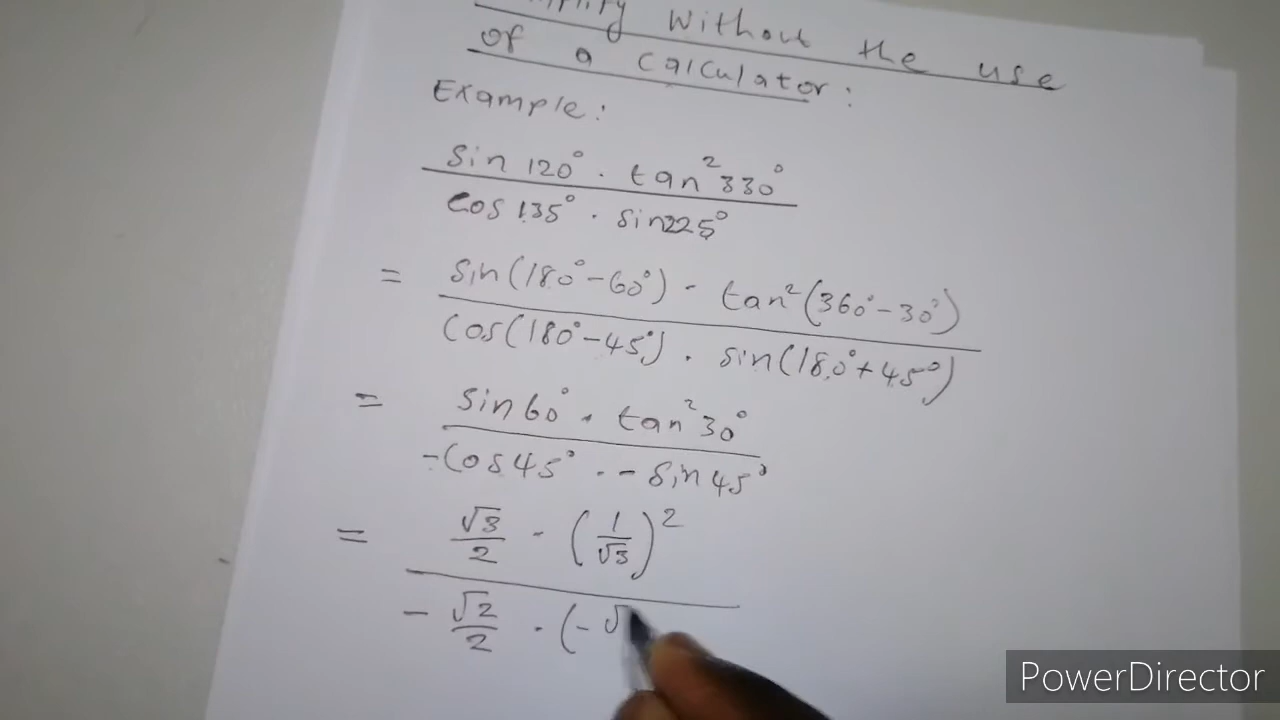 without the use
of a calculator:
Example:
sin 120° · tan² 330°
cos 135° · sin 225°
= sin(180° - 60°) · tan²(360° - 30°)
cos(180° - 45°) · sin(180° + 45°)
= sin 60° · tan² 30°
-cos 45° · - sin 45°
= √3/2 · (1/√3)²
- √2/2 · (- √
PowerDirector